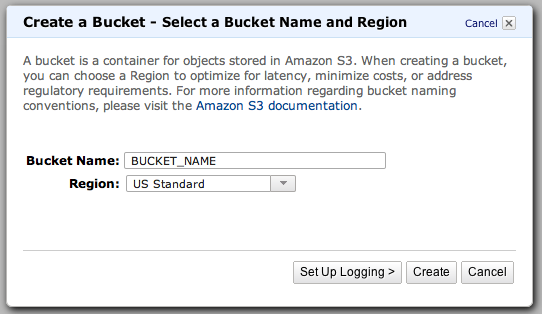 Create a Bucket - Select a Bucket Name and Region Cancel
A bucket is a container for objects stored in Amazon S3. When creating a bucket,
you can choose a Region to optimize for latency, minimize costs, or address
regulatory requirements. For more information regarding bucket naming
conventions, please visit the Amazon S3 documentation.
Bucket Name: BUCKET_NAME
Region: US Standard
Set Up Logging > Create Cancel